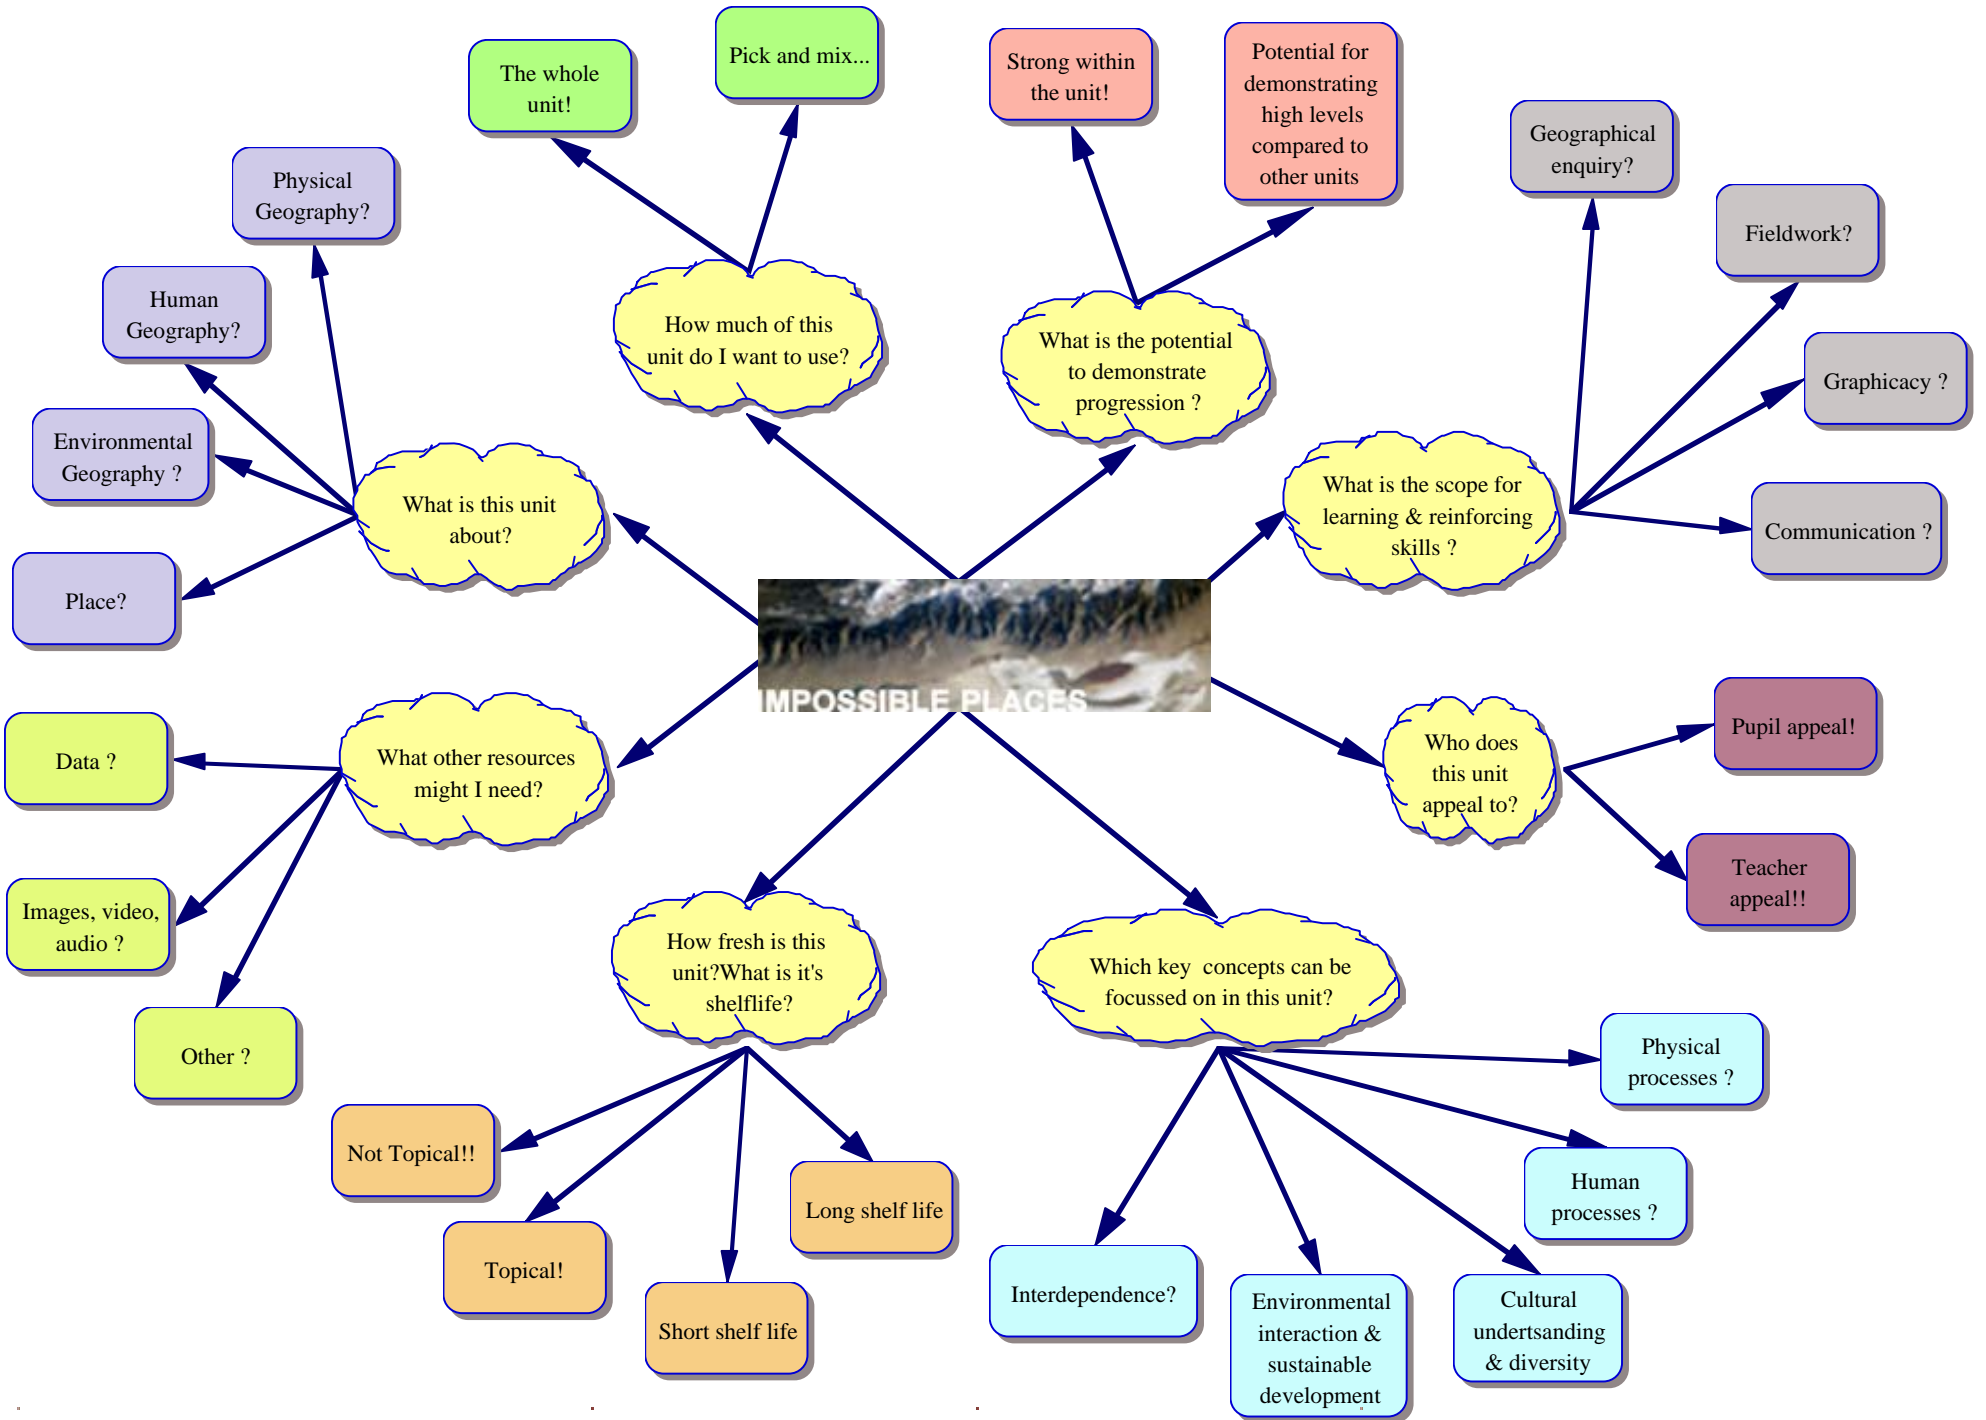 The whole
unit!
Pick and mix...
Strong within
the unit!
Potential for
demonstrating
high levels
compared to
other units
Geographical
enquiry?
Fieldwork?
Graphicacy ?
Communication ?
Physical
Geography?
Human
Geography?
Environmental
Geography ?
Place?
How much of this
unit do I want to use?
What is the potential
to demonstrate
progression ?
What is the scope for
learning & reinforcing
skills ?
What is this unit
about?
IMPOSSIBLE PLACES
What other resources
might I need?
Data ?
Images, video,
audio ?
Other ?
Who does
this unit
appeal to?
Pupil appeal!
Teacher
appeal!!
How fresh is this
unit?What is it's
shelflife?
Not Topical!!
Topical!
Short shelf life
Long shelf life
Which key  concepts can be
focussed on in this unit?
Physical
processes ?
Human
processes ?
Cultural
undertsanding
& diversity
Environmental
interaction &
sustainable
development
Interdependence?